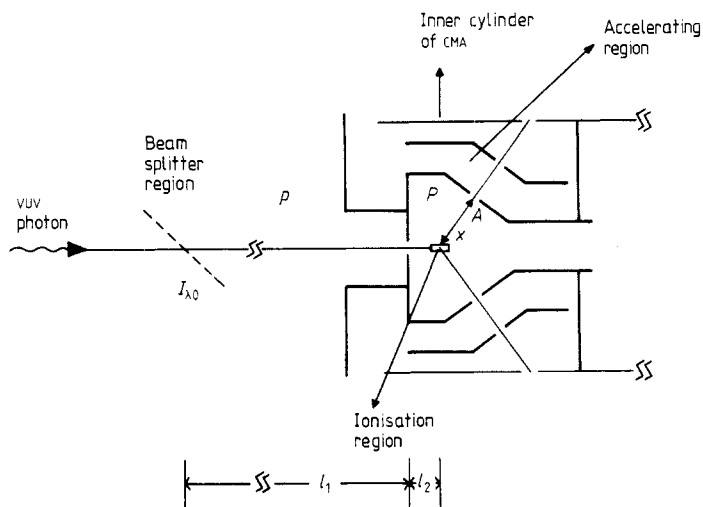 Inner cylinder
of CMA
Accelerating
region
Beam
splitter
region
VUV
photon
p
P
A
x
I_λ0
Ionisation
region
l_1
l_2